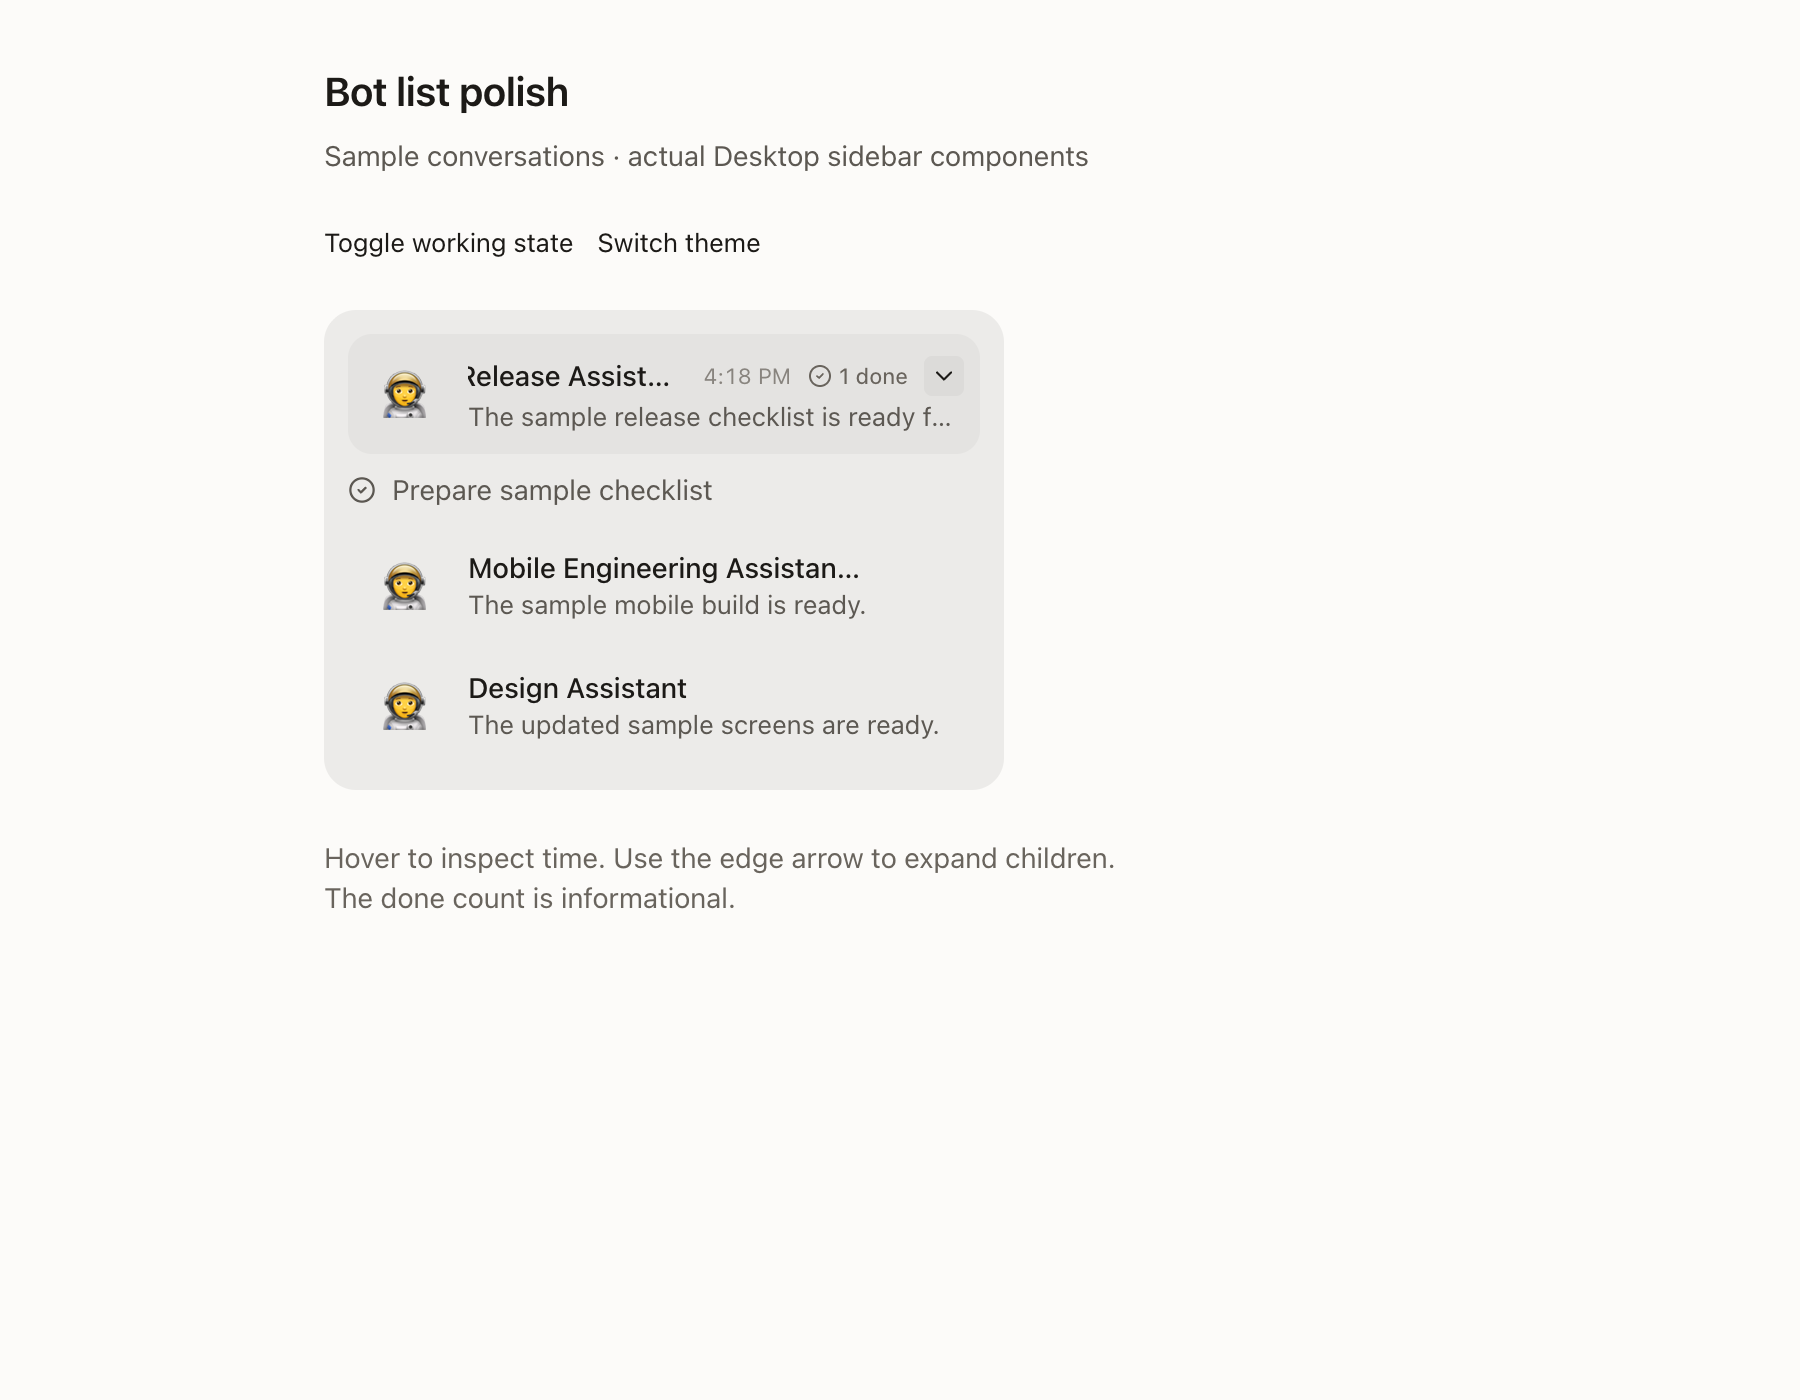 Bot list polish
Sample conversations · actual Desktop sidebar components
Toggle working state Switch theme
Release Assist... 4:18 PM 1 done
The sample release checklist is ready f...
Prepare sample checklist
Mobile Engineering Assistan...
The sample mobile build is ready.
Design Assistant
The updated sample screens are ready.
Hover to inspect time. Use the edge arrow to expand children.
The done count is informational.